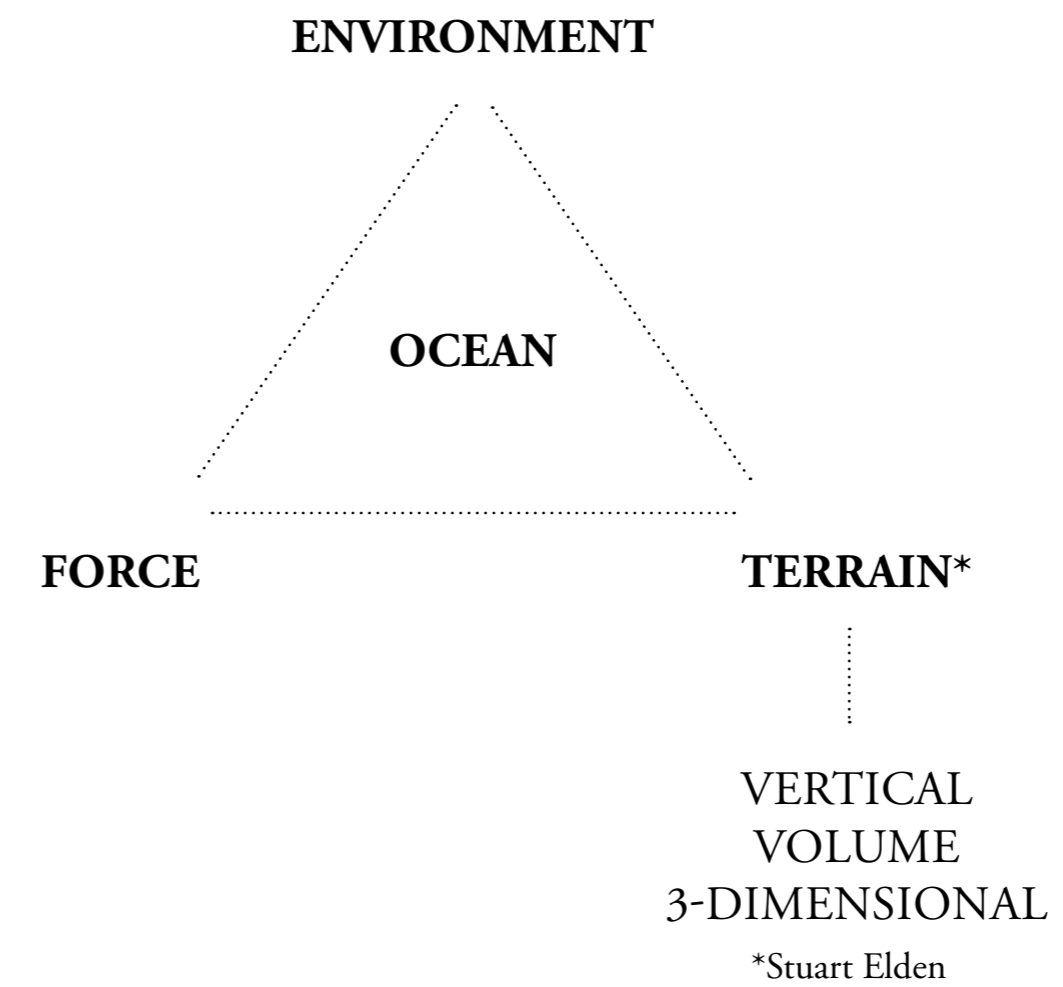 ENVIRONMENT
OCEAN
FORCE
TERRAIN*
VERTICAL
VOLUME
3-DIMENSIONAL
*Stuart Elden